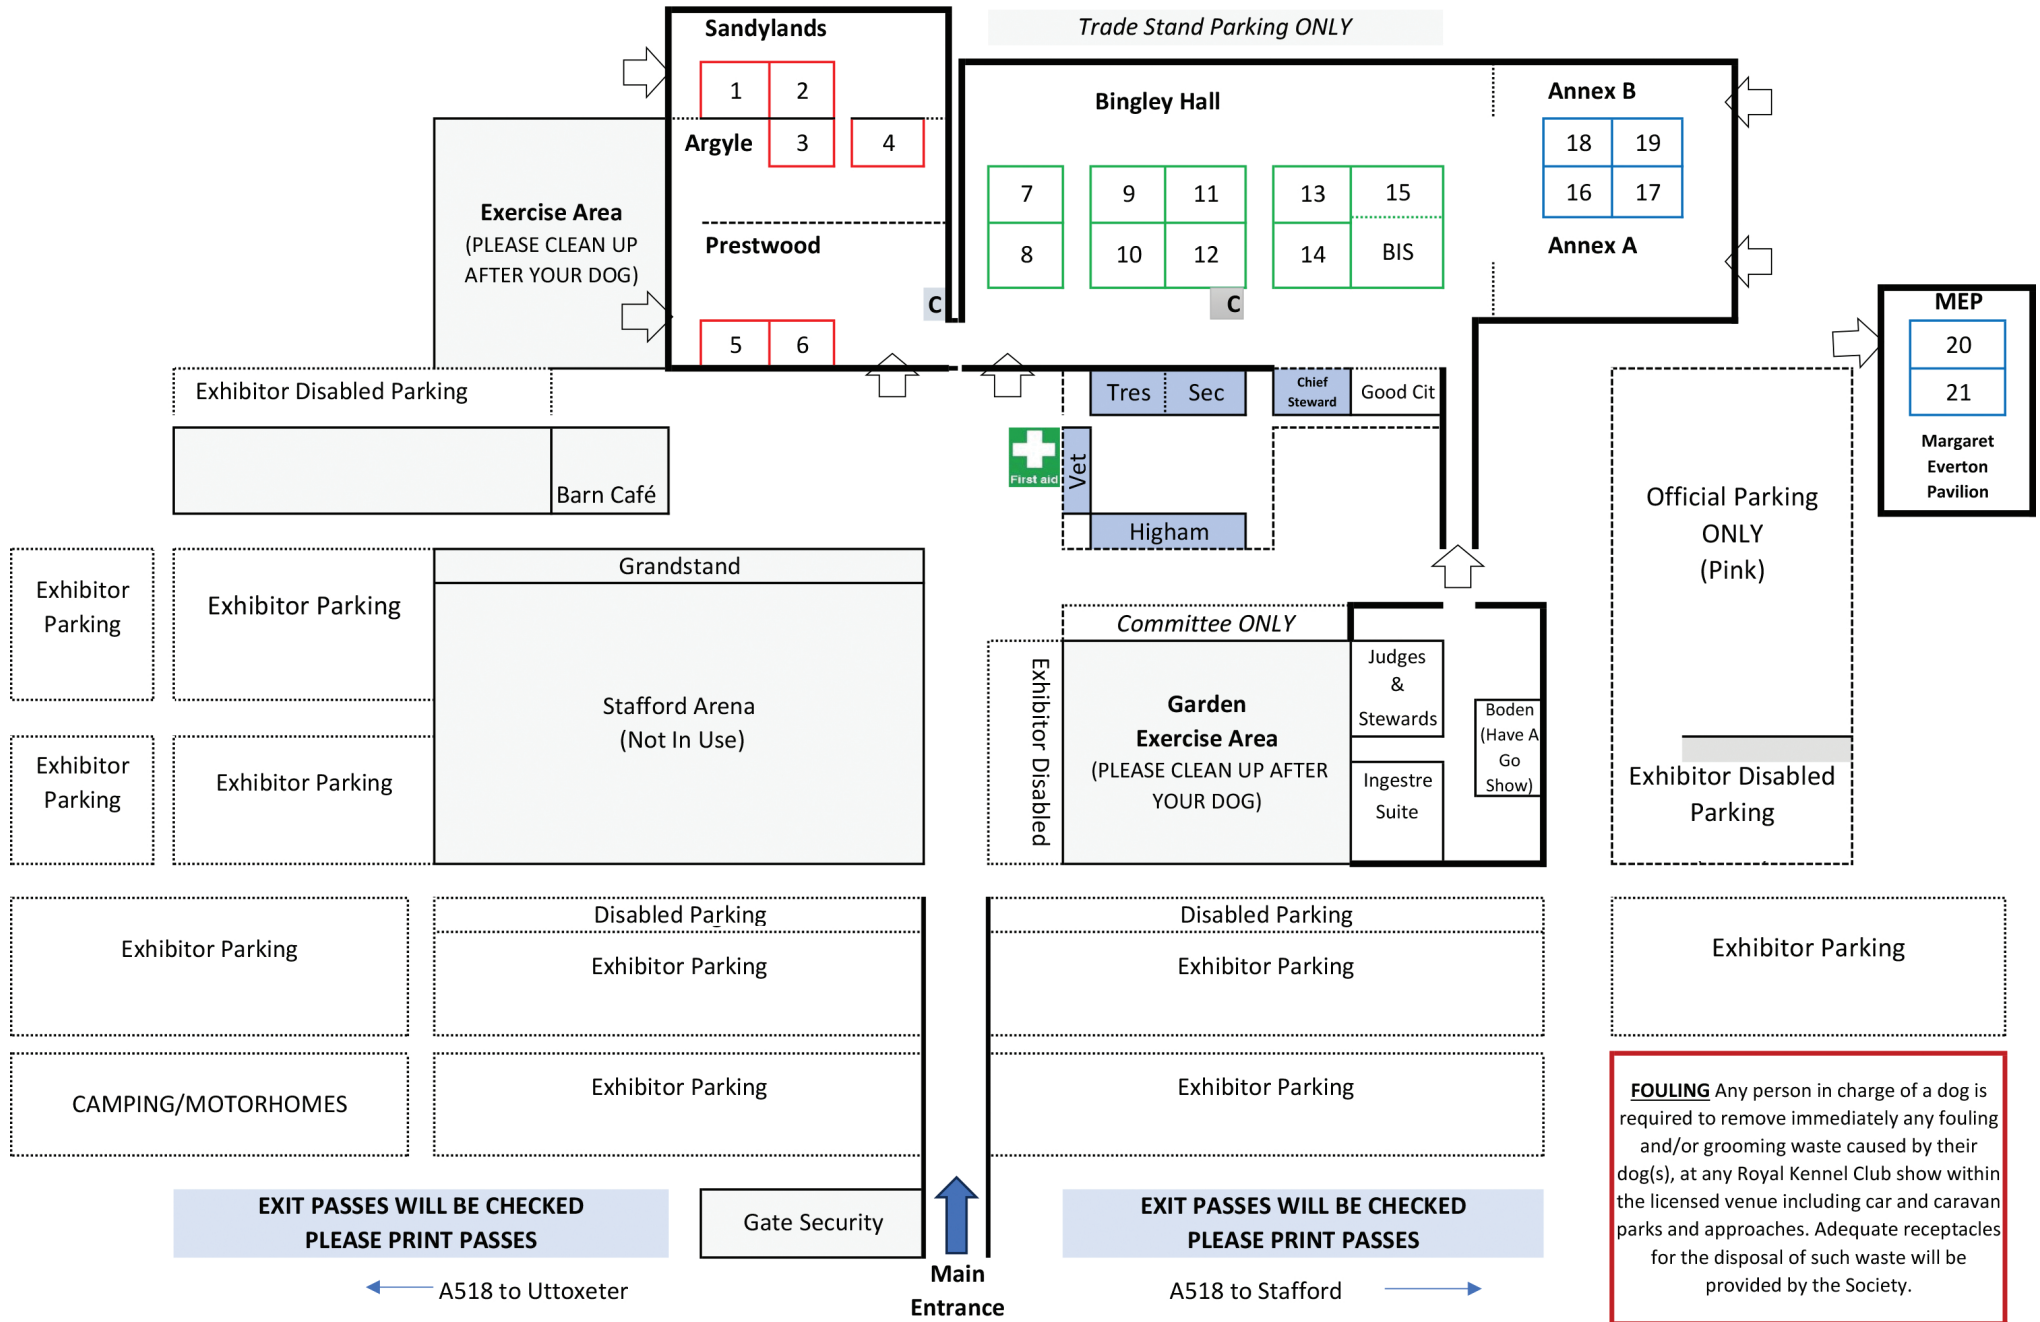 Sandylands
Trade Stand Parking ONLY
1
2
Argyle
3
4
Bingley Hall
Annex B
18
19
16
17
Annex A
7
8
9
11
10
12
13
15
14
BIS
C
C
Exercise Area
(PLEASE CLEAN UP
AFTER YOUR DOG)
Prestwood
5
6
MEP
20
21
Margaret
Everton
Pavilion
Exhibitor Disabled Parking
Barn Café
Tres
Sec
Chief
Steward
Good Cit
First aid
Vet
Higham
Official Parking
ONLY
(Pink)
Exhibitor Disabled
Parking
Exhibitor
Parking
Exhibitor Parking
Grandstand
Stafford Arena
(Not In Use)
Exhibitor
Parking
Exhibitor Parking
Committee ONLY
Exhibitor Disabled
Garden
Exercise Area
(PLEASE CLEAN UP AFTER
YOUR DOG)
Judges
&
Stewards
Ingestre
Suite
Boden
(Have A
Go
Show)
Exhibitor Parking
Disabled Parking
Exhibitor Parking
Disabled Parking
Exhibitor Parking
Exhibitor Parking
CAMPING/MOTORHOMES
Exhibitor Parking
Exhibitor Parking
FOULING Any person in charge of a dog is
required to remove immediately any fouling
and/or grooming waste caused by their
dog(s), at any Royal Kennel Club show within
the licensed venue including car and caravan
parks and approaches. Adequate receptacles
for the disposal of such waste will be
provided by the Society.
EXIT PASSES WILL BE CHECKED
PLEASE PRINT PASSES
Gate Security
EXIT PASSES WILL BE CHECKED
PLEASE PRINT PASSES
A518 to Uttoxeter
Main
Entrance
A518 to Stafford